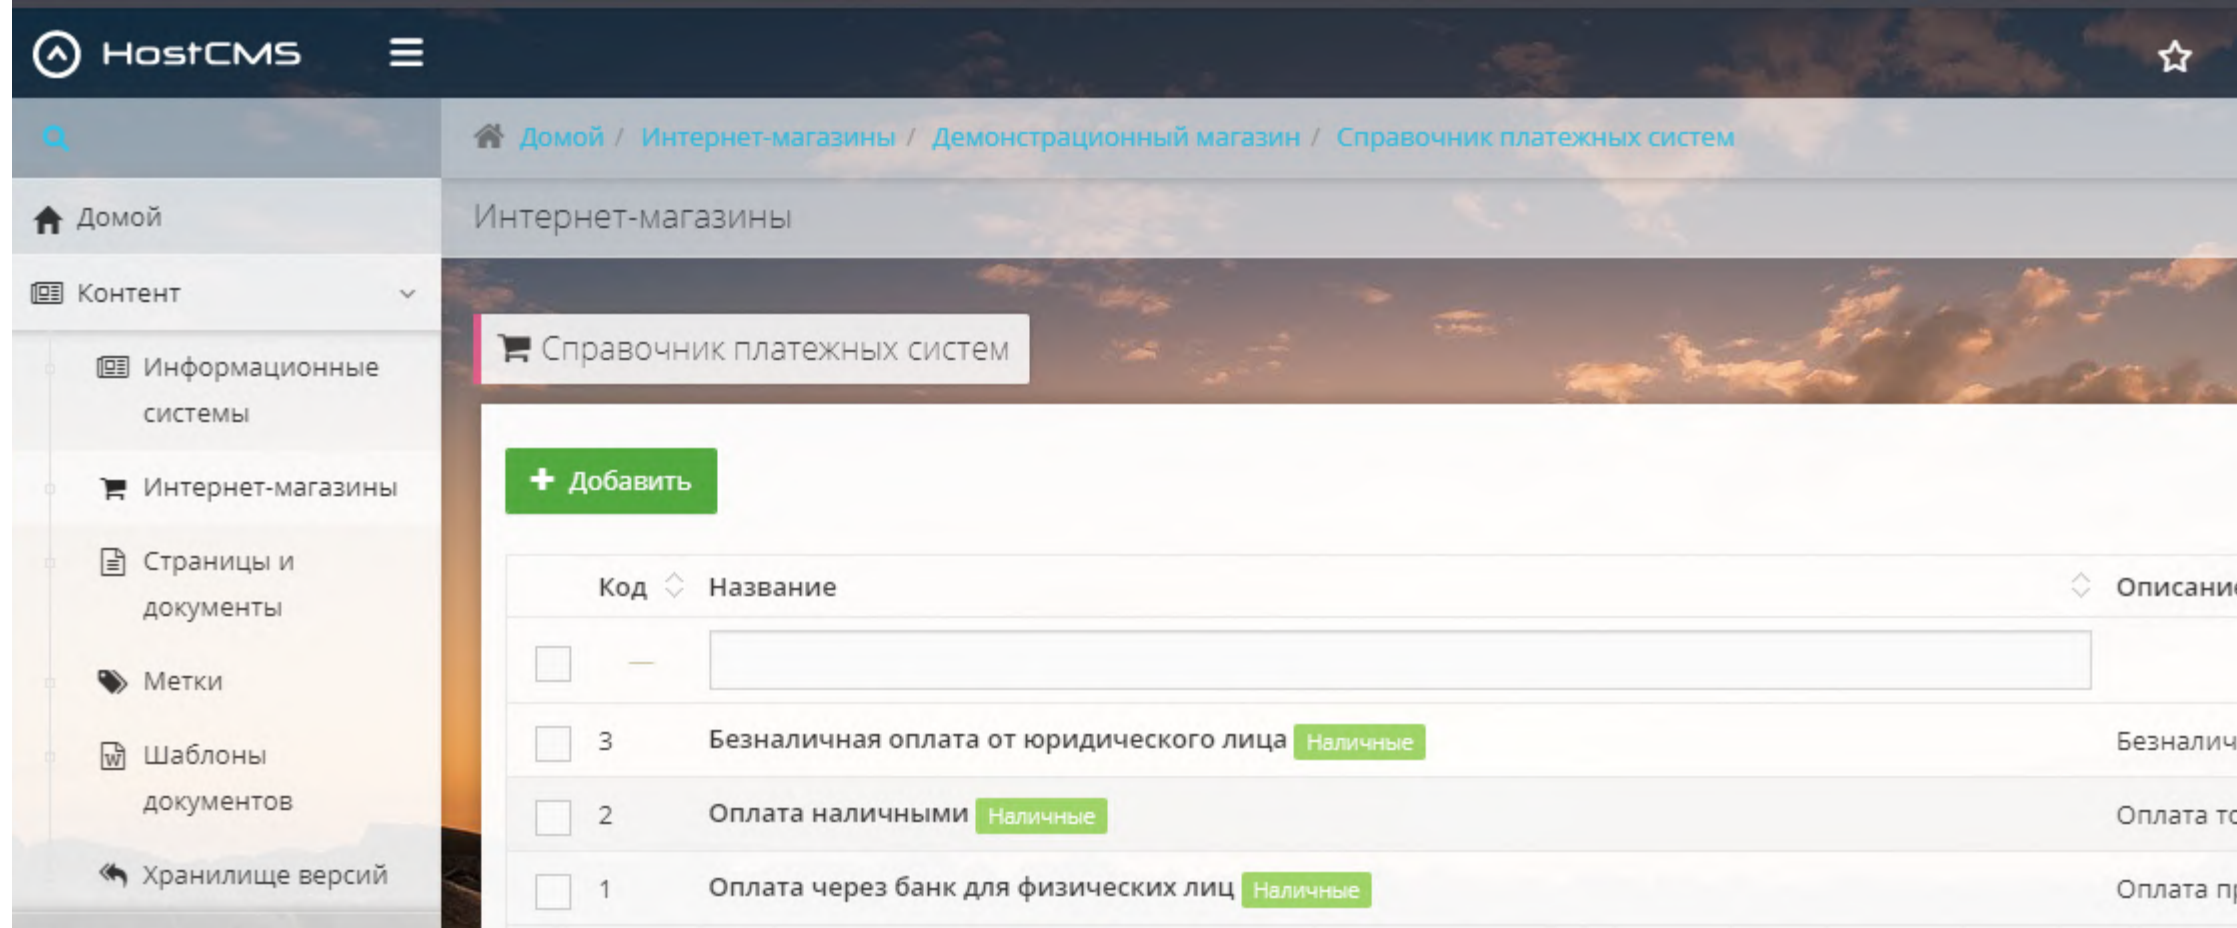 HostCMS
Домой / Интернет-магазины / Демонстрационный магазин / Справочник платежных систем
Домой
Интернет-магазины
Контент
Информационные
системы
Интернет-магазины
Страницы и
документы
Метки
Шаблоны
документов
Хранилище версий
Справочник платежных систем
+ Добавить
Код Название
—
3 Безналичная оплата от юридического лица Наличные
2 Оплата наличными Наличные Оплата
1 Оплата через банк для физических лиц Наличные Оплата